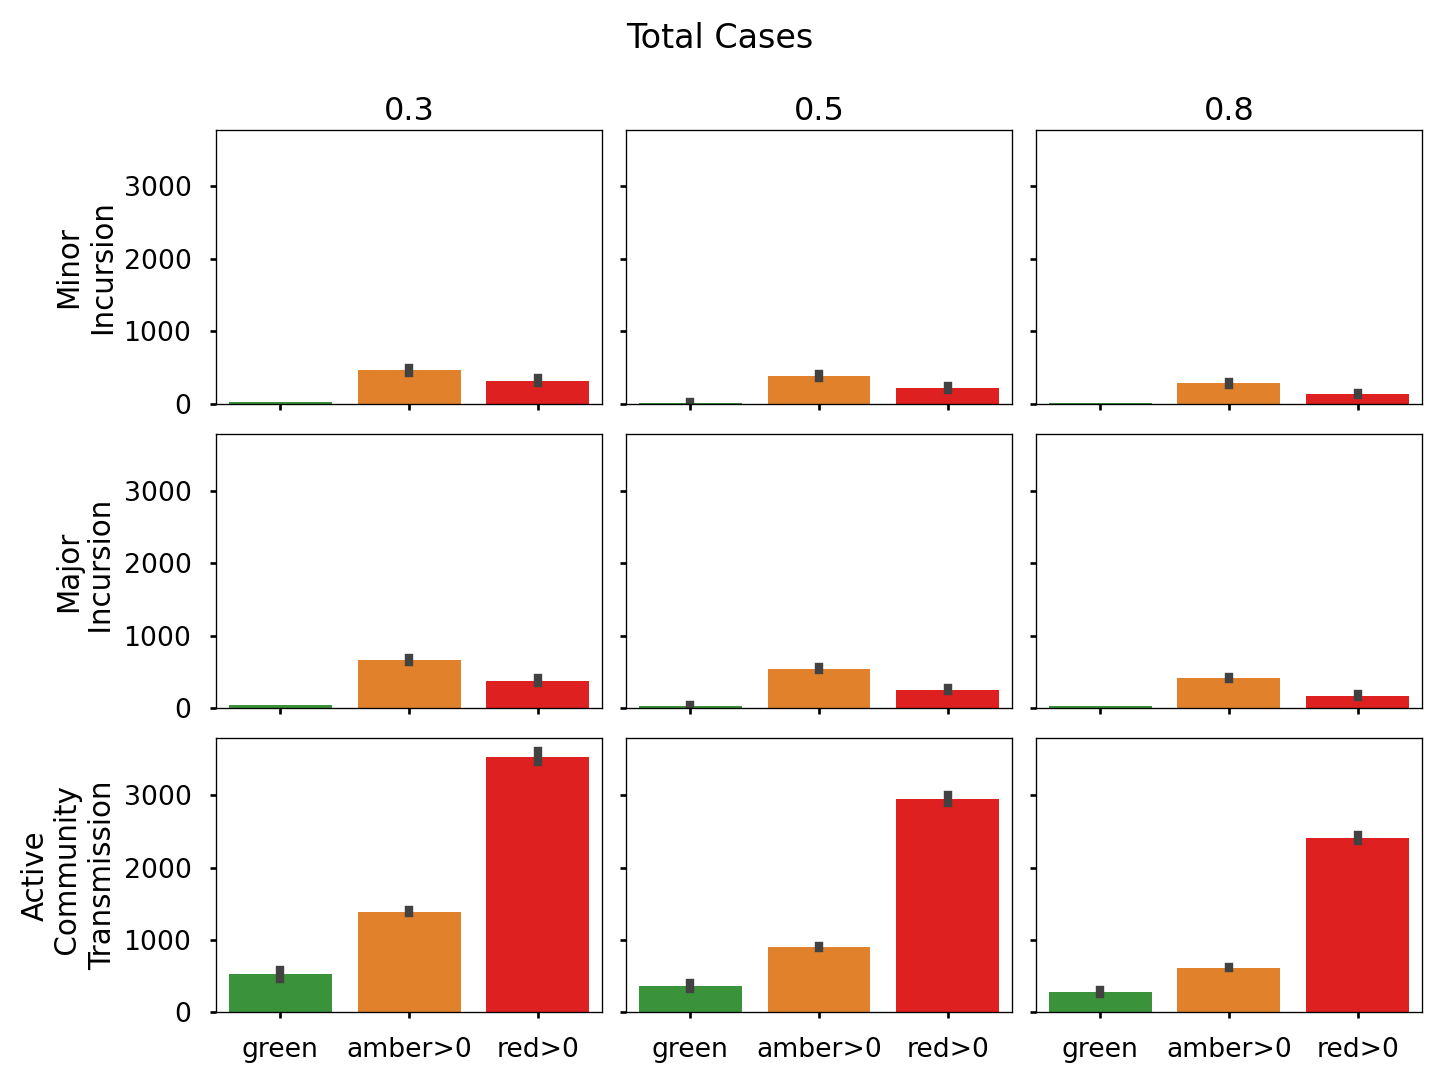 Total Cases
0.3
0.5
0.8
Minor
Incursion
3000
2000
1000
0
Major
Incursion
3000
2000
1000
0
Active
Community
Transmission
3000
2000
1000
0
green amber>0 red>0
green amber>0 red>0
green amber>0 red>0